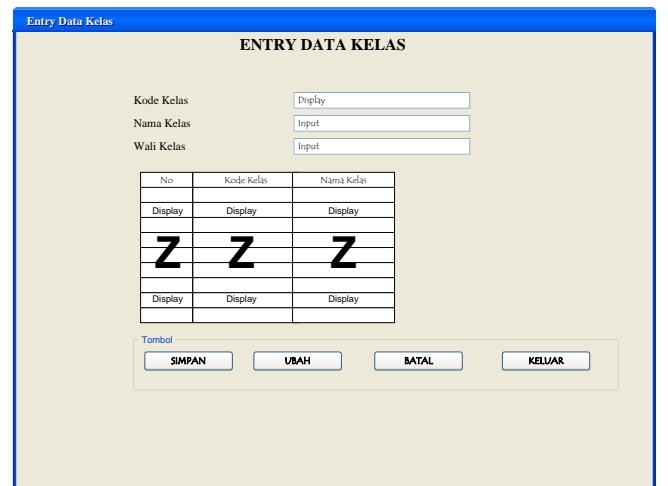 Entry Data Kelas
ENTRY DATA KELAS
Kode Kelas Display
Nama Kelas Input
Wali Kelas Input
No Kode Kelas Nama Kelas
Display Display Display
Z Z Z
Display Display Display
Tombol
SIMPAN UBAH BATAL KELUAR